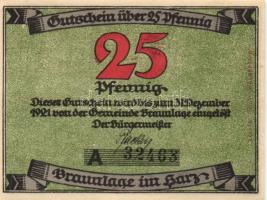 Gutschein über 25 Pfennig
25
Pfennig
Dieser Gutschein wird bis zum 31. Dezember
1921 von der Gemeinde Braunlage eingelöst
Der Bürgermeister
A 32463
Braunlage im Harz